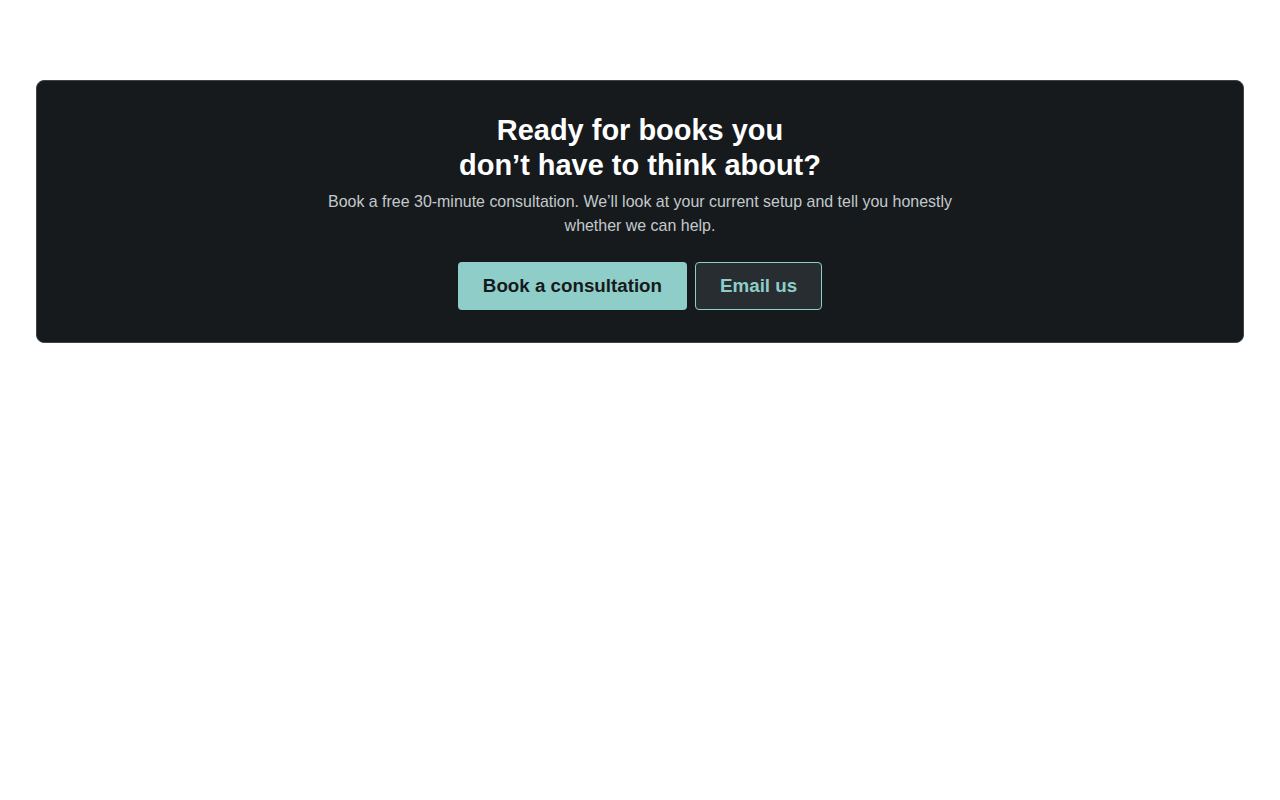 Ready for books you
don’t have to think about?
Book a free 30-minute consultation. We’ll look at your current setup and tell you honestly
whether we can help.
Book a consultation
Email us